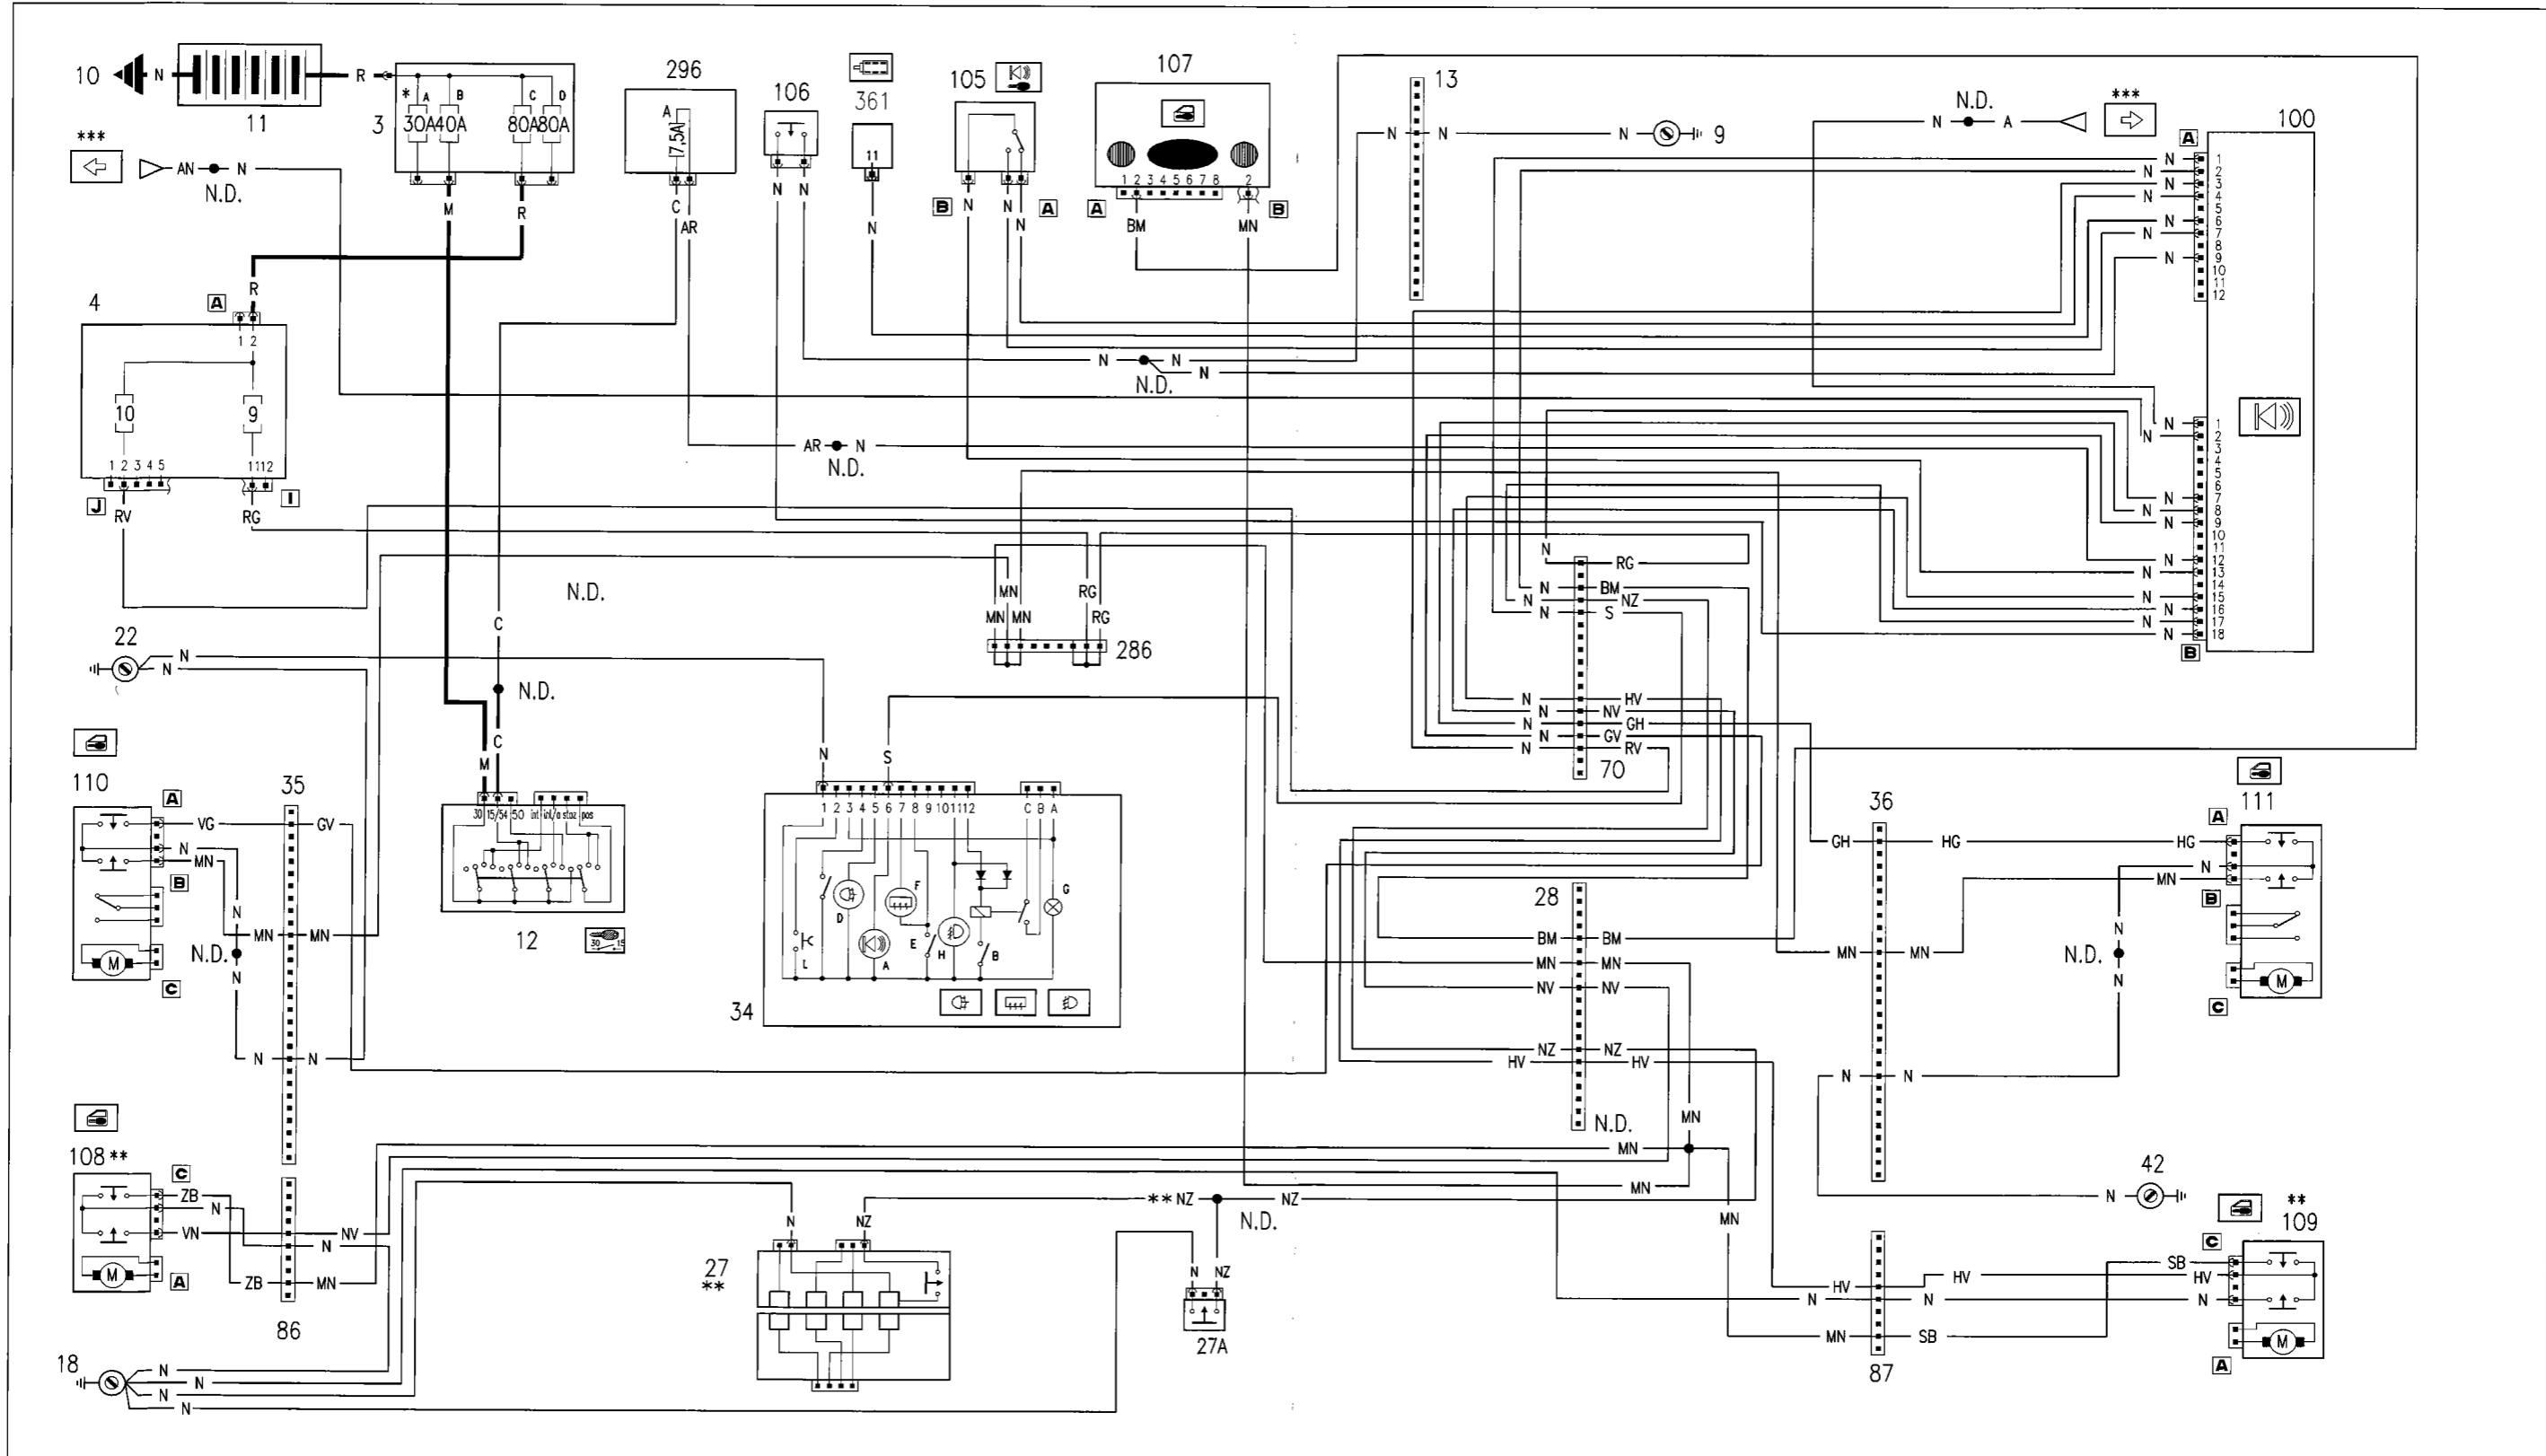 10 N R
11
3 * A B C D
30A 40A 80A 80A
296
A 7,5A
106
361
11
105
107
1 2 3 4 5 6 7 8 2
13
N N N 9
N.D.
N A
***
100
***
AN N
N.D.
M R
C
AR
N N
N
B N N A
N
A BM MN B
A
N 1
N 2
N 3
N 4
5
N 6
N 7
8
N 9
10
11
12
4
A R
1 2
10 9
1 2 3 4 5 11 12
J RV RG I
N N
N
N.D.
AR N
N.D.
N 1
N 2
3
4
5
6
N 7
N 8
N 9
10
11
N 12
N 13
14
N 15
N 16
N 17
N 18
B
N.D.
C
MN RG
MN MN RG
286
N RG
N BM
N NZ
N S
N HV
N NV
N GH
N GV
N RV
70
22
N
N
N.D.
C
M
N S
110
A
VG GV
N
MN
B
N
MN MN
N.D.
N
M
C
N N
35
30 15/54 50 int int/a staz pos
12
30 15
1 2 3 4 5 6 7 8 9 10 11 12 C B A
D F G
L A E H B
34
28
BM BM
MN MN
NV NV
NZ NZ
HV HV
N.D.
MN
36
GH HG HG
N
MN
MN MN
N
N.D.
N
N N
111
A
B
M
C
108 **
C
ZB
N
VN NV
N
ZB MN
M
A
86
18
N
N
N
N
MN
MN
** NZ NZ
N.D.
N NZ
27
**
N NZ
27A
MN
42
N
**
109
C
SB
HV HV HV
N N N
MN SB
M
A
87